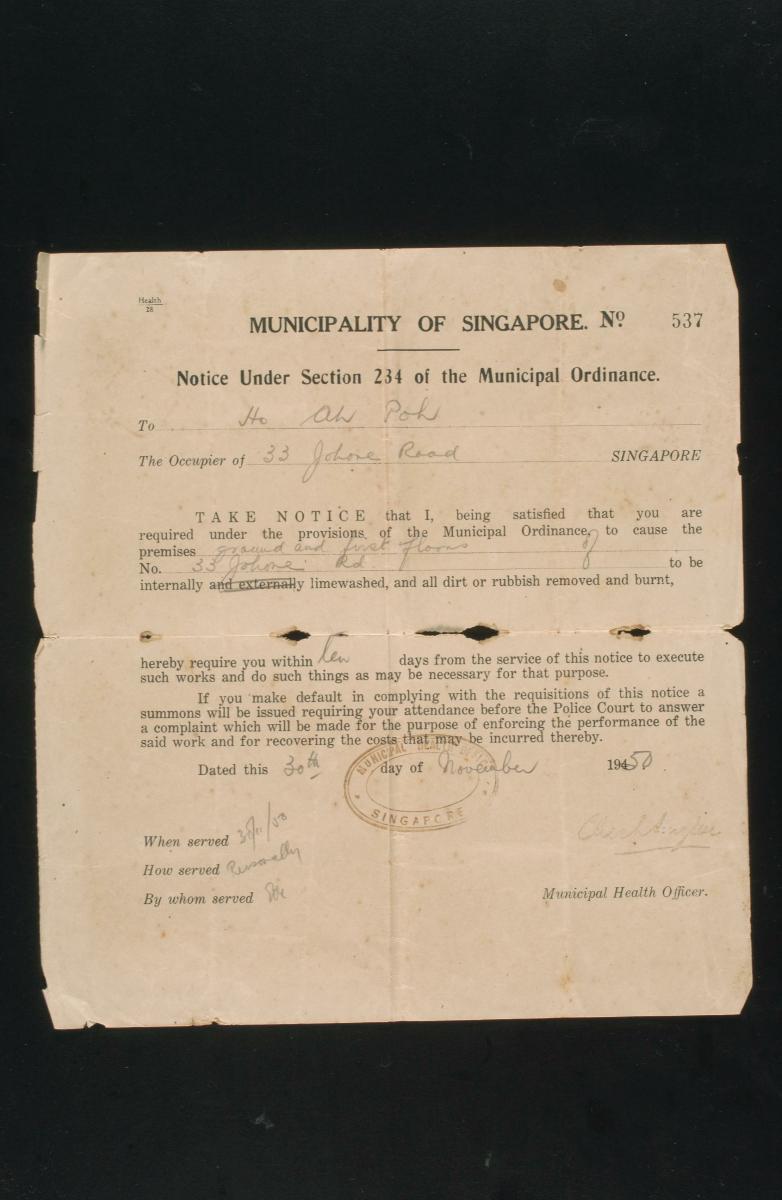 Health
28
MUNICIPALITY OF SINGAPORE. Nº 537
Notice Under Section 234 of the Municipal Ordinance.
To Ho Ah Poh
The Occupier of 33 Johore Road SINGAPORE
TAKE NOTICE that I, being satisfied that you are
required under the provisions of the Municipal Ordinance, to cause the
premises ground and first floors of
No. 33 Johore Rd to be
internally and externally limewashed, and all dirt or rubbish removed and burnt,
hereby require you within ten days from the service of this notice to execute
such works and do such things as may be necessary for that purpose.
If you make default in complying with the requisitions of this notice a
summons will be issued requiring your attendance before the Police Court to answer
a complaint which will be made for the purpose of enforcing the performance of the
said work and for recovering the costs that may be incurred thereby.
MUNICIPAL HEALTH
Dated this 30th day of November 19450
SINGAPORE
When served 30/11/50
How served Personally
By whom served
Municipal Health Officer.